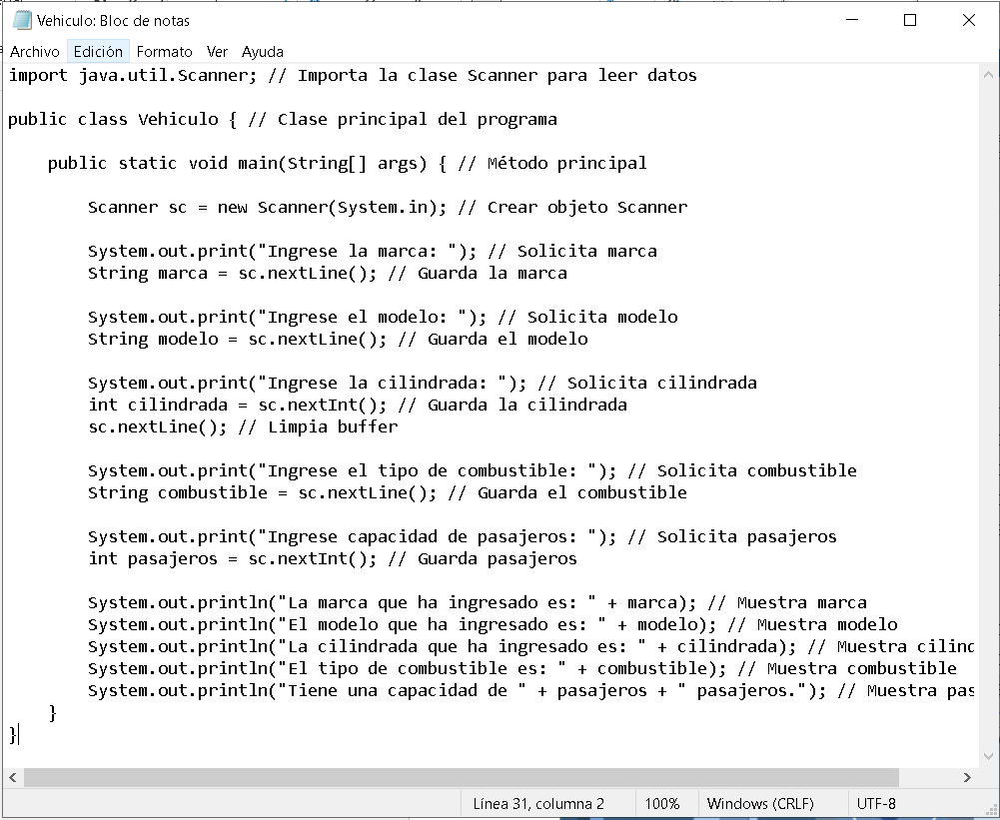 Vehiculo: Bloc de notas
Archivo Edición Formato Ver Ayuda
import java.util.Scanner; // Importa la clase Scanner para leer datos
public class Vehiculo { // Clase principal del programa
public static void main(String[] args) { // Método principal
Scanner sc = new Scanner(System.in); // Crear objeto Scanner
System.out.print("Ingrese la marca: "); // Solicita marca
String marca = sc.nextLine(); // Guarda la marca
System.out.print("Ingrese el modelo: "); // Solicita modelo
String modelo = sc.nextLine(); // Guarda el modelo
System.out.print("Ingrese la cilindrada: "); // Solicita cilindrada
int cilindrada = sc.nextInt(); // Guarda la cilindrada
sc.nextLine(); // Limpia buffer
System.out.print("Ingrese el tipo de combustible: "); // Solicita combustible
String combustible = sc.nextLine(); // Guarda el combustible
System.out.print("Ingrese capacidad de pasajeros: "); // Solicita pasajeros
int pasajeros = sc.nextInt(); // Guarda pasajeros
System.out.println("La marca que ha ingresado es: " + marca); // Muestra marca
System.out.println("El modelo que ha ingresado es: " + modelo); // Muestra modelo
System.out.println("La cilindrada que ha ingresado es: " + cilindrada); // Muestra cilind
System.out.println("El tipo de combustible es: " + combustible); // Muestra combustible
System.out.println("Tiene una capacidad de " + pasajeros + " pasajeros."); // Muestra pas
}
}
Línea 31, columna 2 100% Windows (CRLF) UTF-8